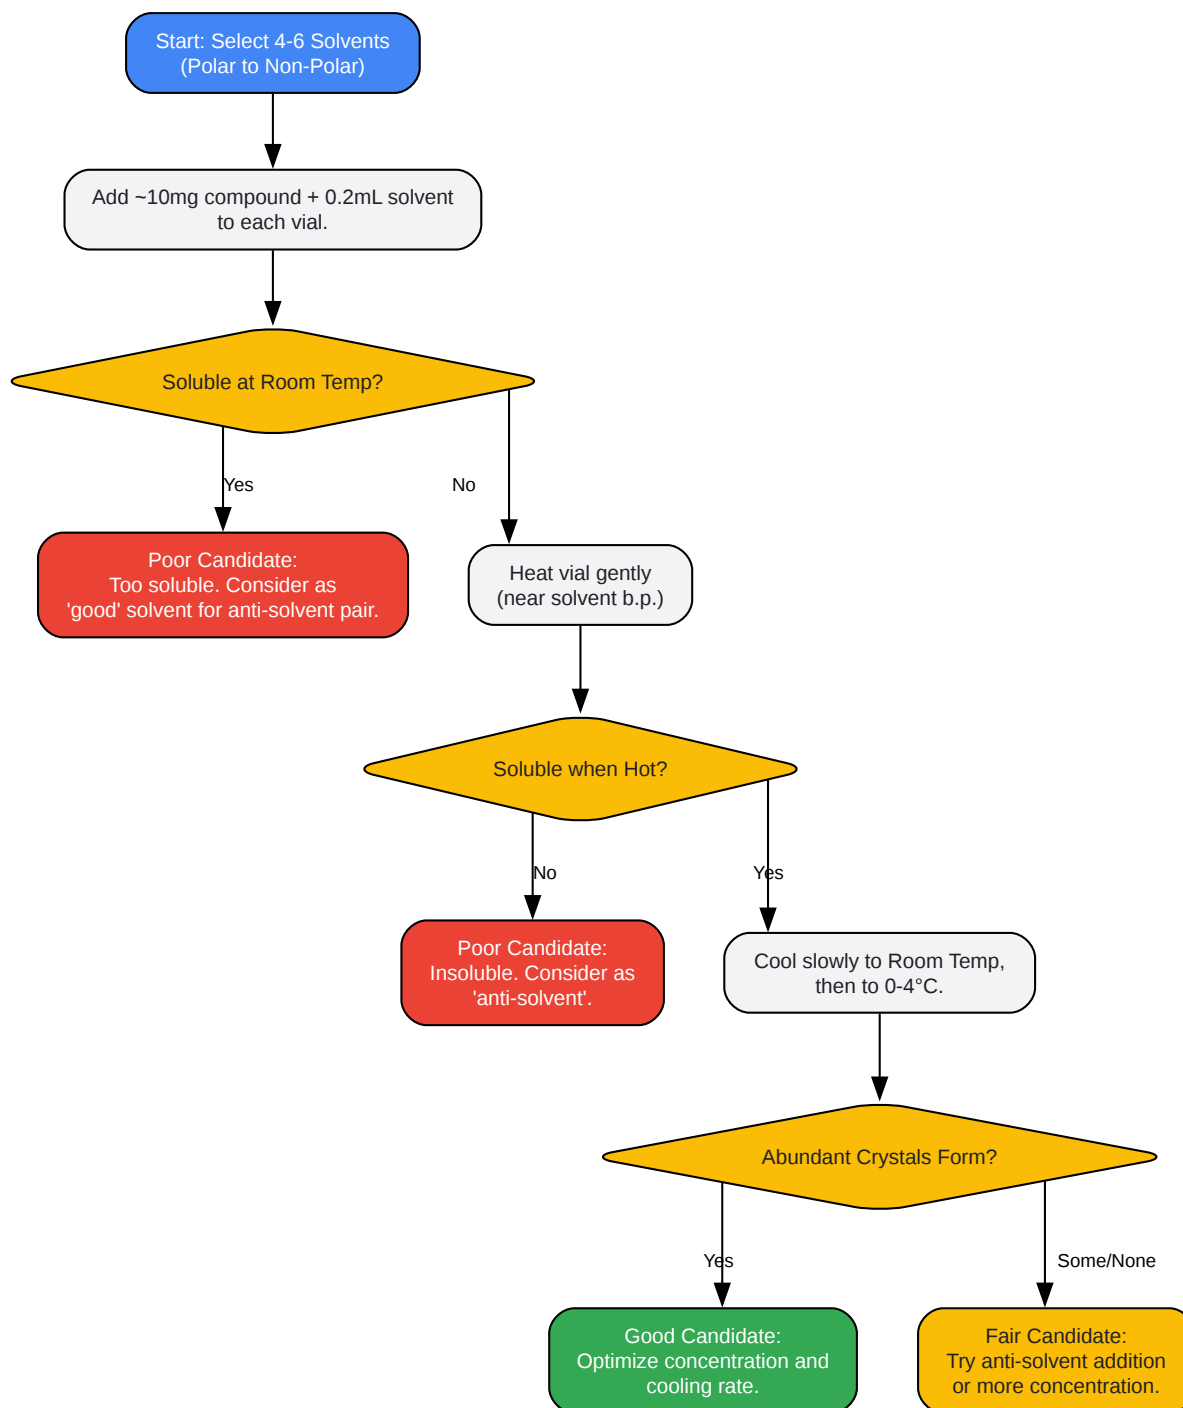 Start: Select 4-6 Solvents
(Polar to Non-Polar)
Add ~10mg compound + 0.2mL solvent
to each vial.
Soluble at Room Temp?
Yes
No
Poor Candidate:
Too soluble. Consider as
'good' solvent for anti-solvent pair.
Heat vial gently
(near solvent b.p.)
Soluble when Hot?
No
Yes
Poor Candidate:
Insoluble. Consider as
'anti-solvent'.
Cool slowly to Room Temp,
then to 0-4°C.
Abundant Crystals Form?
Yes
Some/None
Good Candidate:
Optimize concentration and
cooling rate.
Fair Candidate:
Try anti-solvent addition
or more concentration.